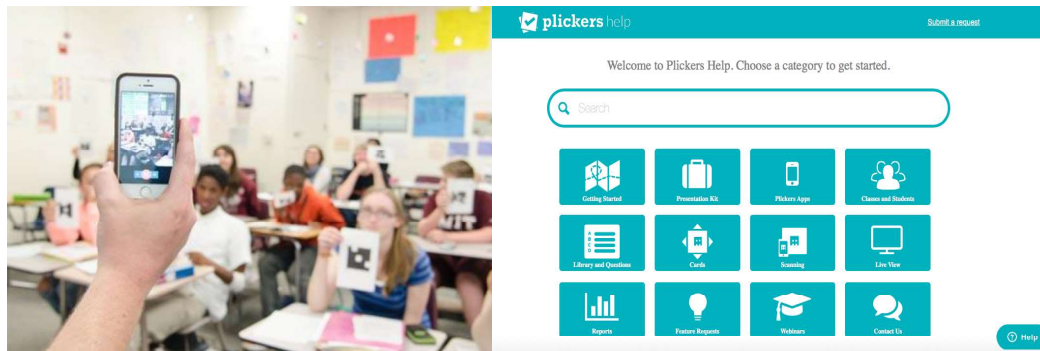 plickers help
Submit a request
Welcome to Plickers Help. Choose a category to get started.
Search
Getting Started
Presentation Kit
Plickers Apps
Classes and Students
A
B
C
D
Library and Questions
Cards
Scanning
Live View
Reports
Feature Requests
Webinars
Contact Us
Help